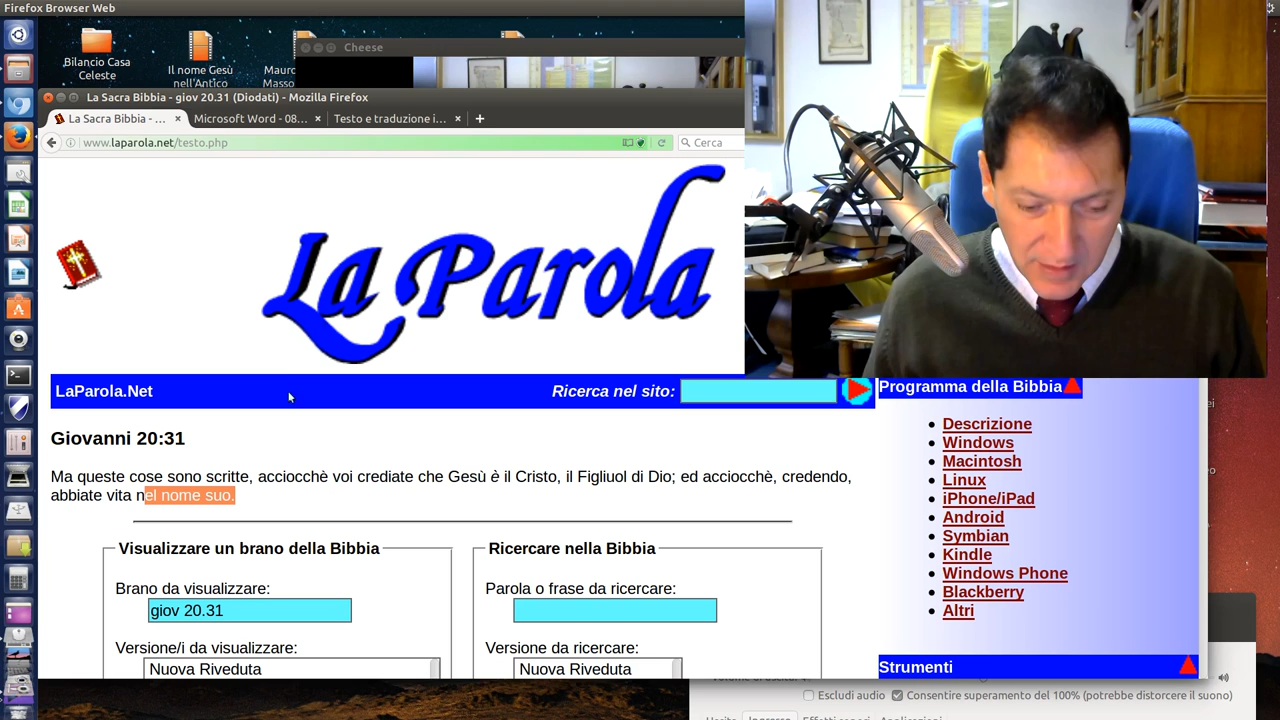 Firefox Browser Web
Bilancio Casa
Celeste
Il nome Gesù
nell'Antico
Mauro
Masso
Cheese
La Sacra Bibbia - giov 20.31 (Diodati) - Mozilla Firefox
La Sacra Bibbia - ...
Microsoft Word - 08...
Testo e traduzione i...
www.laparola.net/testo.php
Cerca
La Parola
LaParola.Net
Ricerca nel sito:
Programma della Bibbia
Giovanni 20:31
Ma queste cose sono scritte, acciocchè voi crediate che Gesù è il Cristo, il Figliuol di Dio; ed acciocchè, credendo,
abbiate vita nel nome suo.
Descrizione
Windows
Macintosh
Linux
iPhone/iPad
Android
Symbian
Kindle
Windows Phone
Blackberry
Altri
Visualizzare un brano della Bibbia
Brano da visualizzare:
giov 20.31
Versione/i da visualizzare:
Nuova Riveduta
Ricercare nella Bibbia
Parola o frase da ricercare:
Versione da ricercare:
Nuova Riveduta
Strumenti
Escludi audio
Consentire superamento del 100% (potrebbe distorcere il suono)